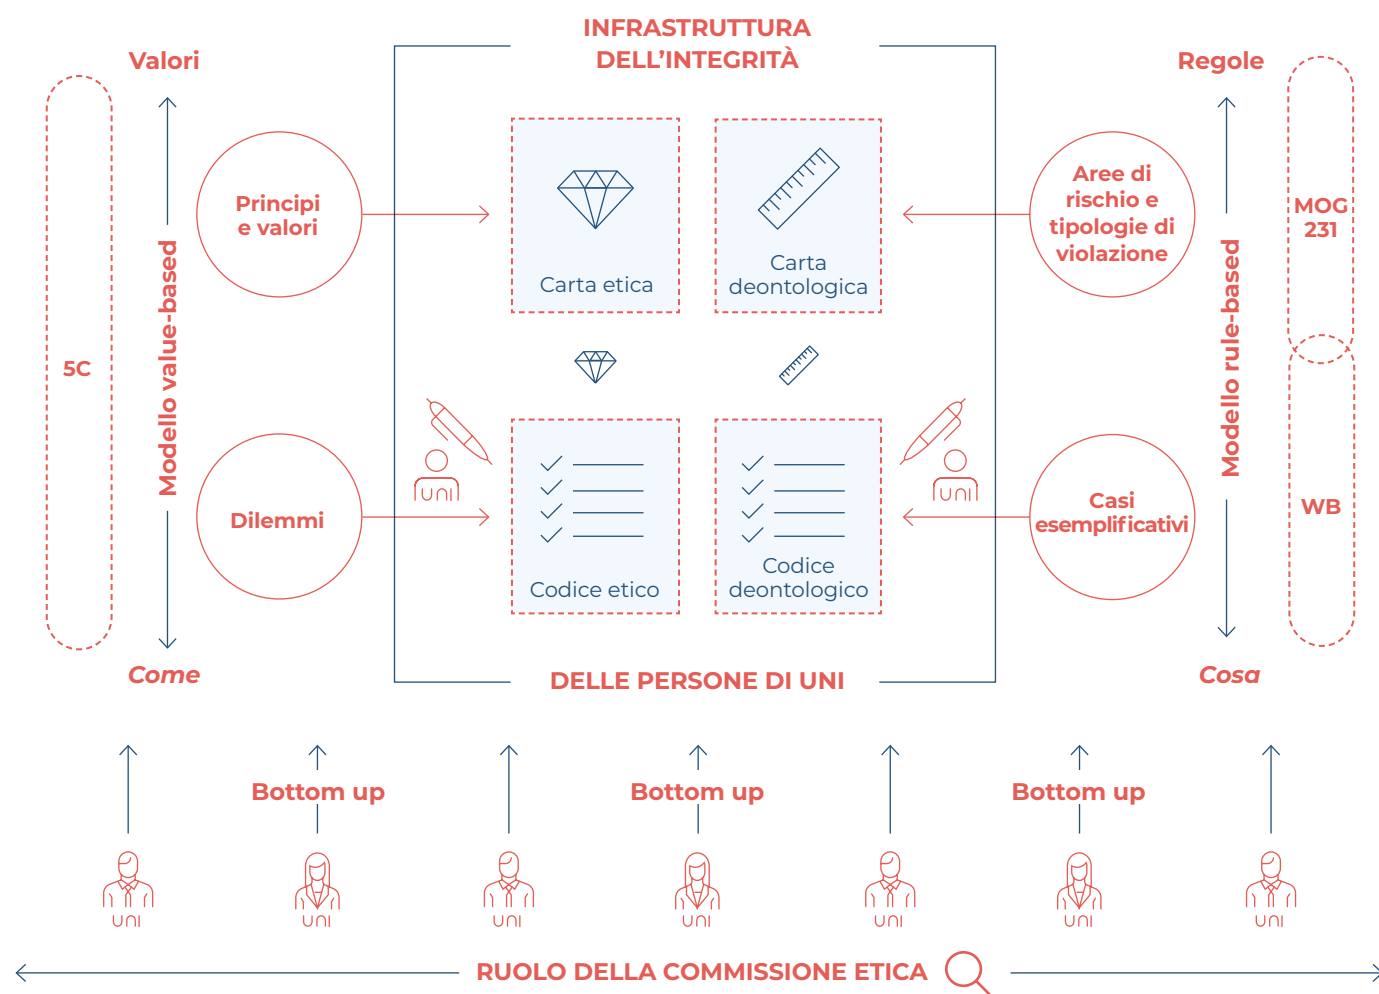 INFRASTRUTTURA
DELL'INTEGRITÀ
Valori
Regole
Principi
e valori
Carta etica
Carta
deontologica
Aree di
rischio e
tipologie di
violazione
MOG
231
5C
Modello value-based
Modello rule-based
UNI
UNI
Dilemmi
Codice etico
Codice
deontologico
Casi
esemplificativi
WB
Come
DELLE PERSONE DI UNI
Cosa
Bottom up
Bottom up
Bottom up
UNI
UNI
UNI
UNI
UNI
UNI
UNI
RUOLO DELLA COMMISSIONE ETICA